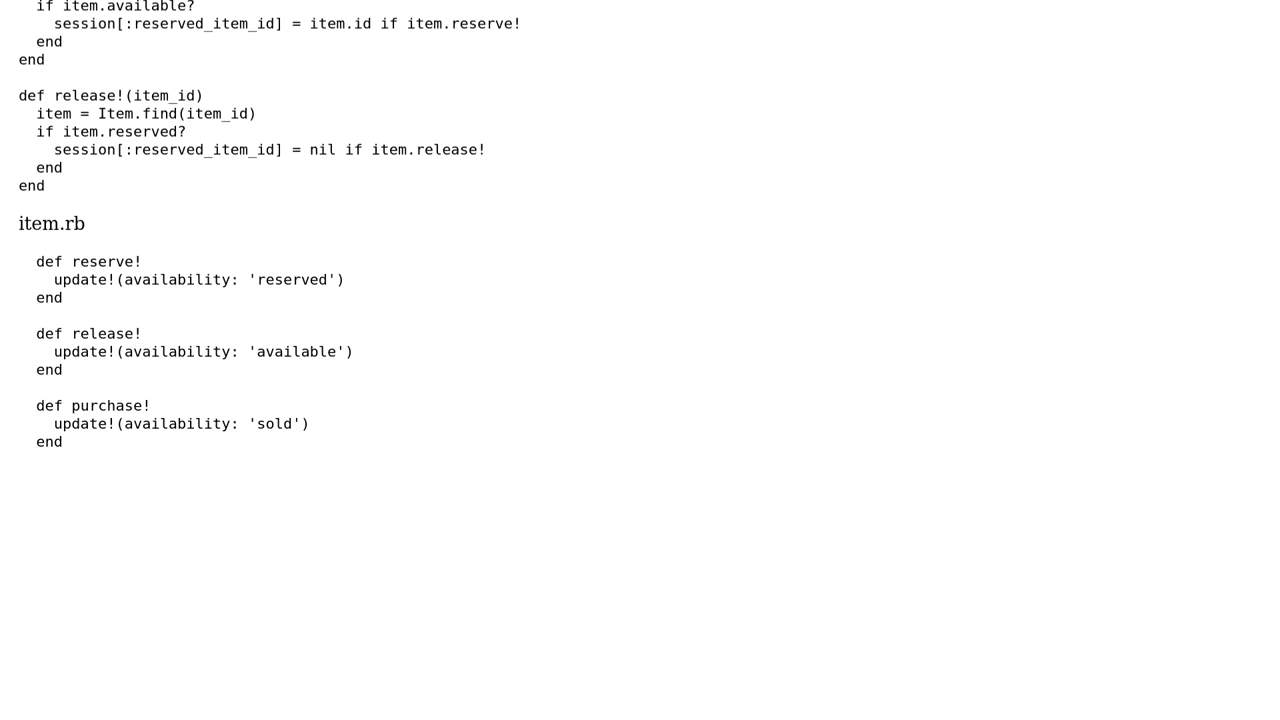 if item.available?
    session[:reserved_item_id] = item.id if item.reserve!
  end
end

def release!(item_id)
  item = Item.find(item_id)
  if item.reserved?
    session[:reserved_item_id] = nil if item.release!
  end
end

item.rb

  def reserve!
    update!(availability: 'reserved')
  end

  def release!
    update!(availability: 'available')
  end

  def purchase!
    update!(availability: 'sold')
  end